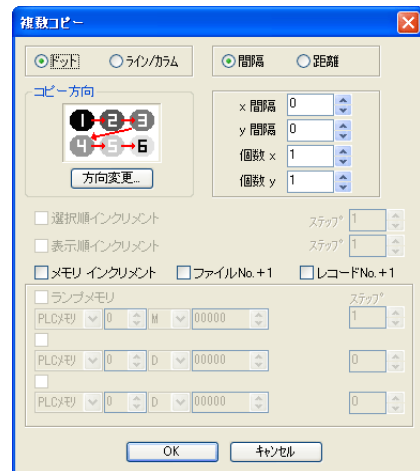 複数コピー
ドット ライン/カラム 間隔 距離
コピー方向
1 2 3
4 5 6
方向変更...
x 間隔 0
y 間隔 0
個数 x 1
個数 y 1
選択順インクリメント ステップ 1
表示順インクリメント ステップ 1
メモリ インクリメント ファイルNo.+1 レコードNo.+1
ランプメモリ ステップ
PLCメモリ 0 M 00000 1
PLCメモリ 0 D 00000 0
PLCメモリ 0 D 00000 0
OK キャンセル